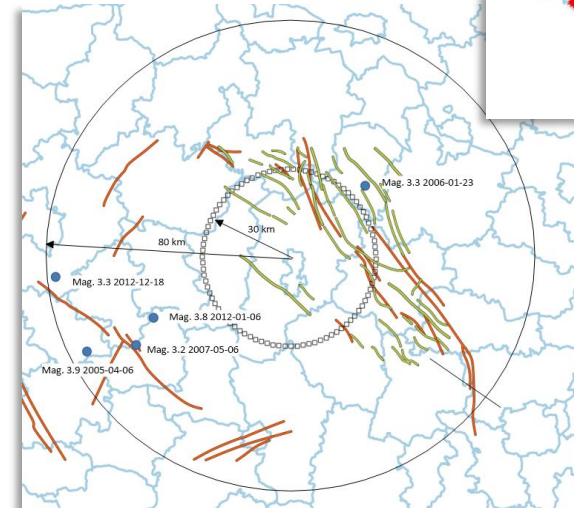 Mag. 3.3 2006-01-23
30 km
80 km
Mag. 3.3 2012-12-18
Mag. 3.8 2012-01-06
Mag. 3.2 2007-05-06
Mag. 3.9 2005-04-06